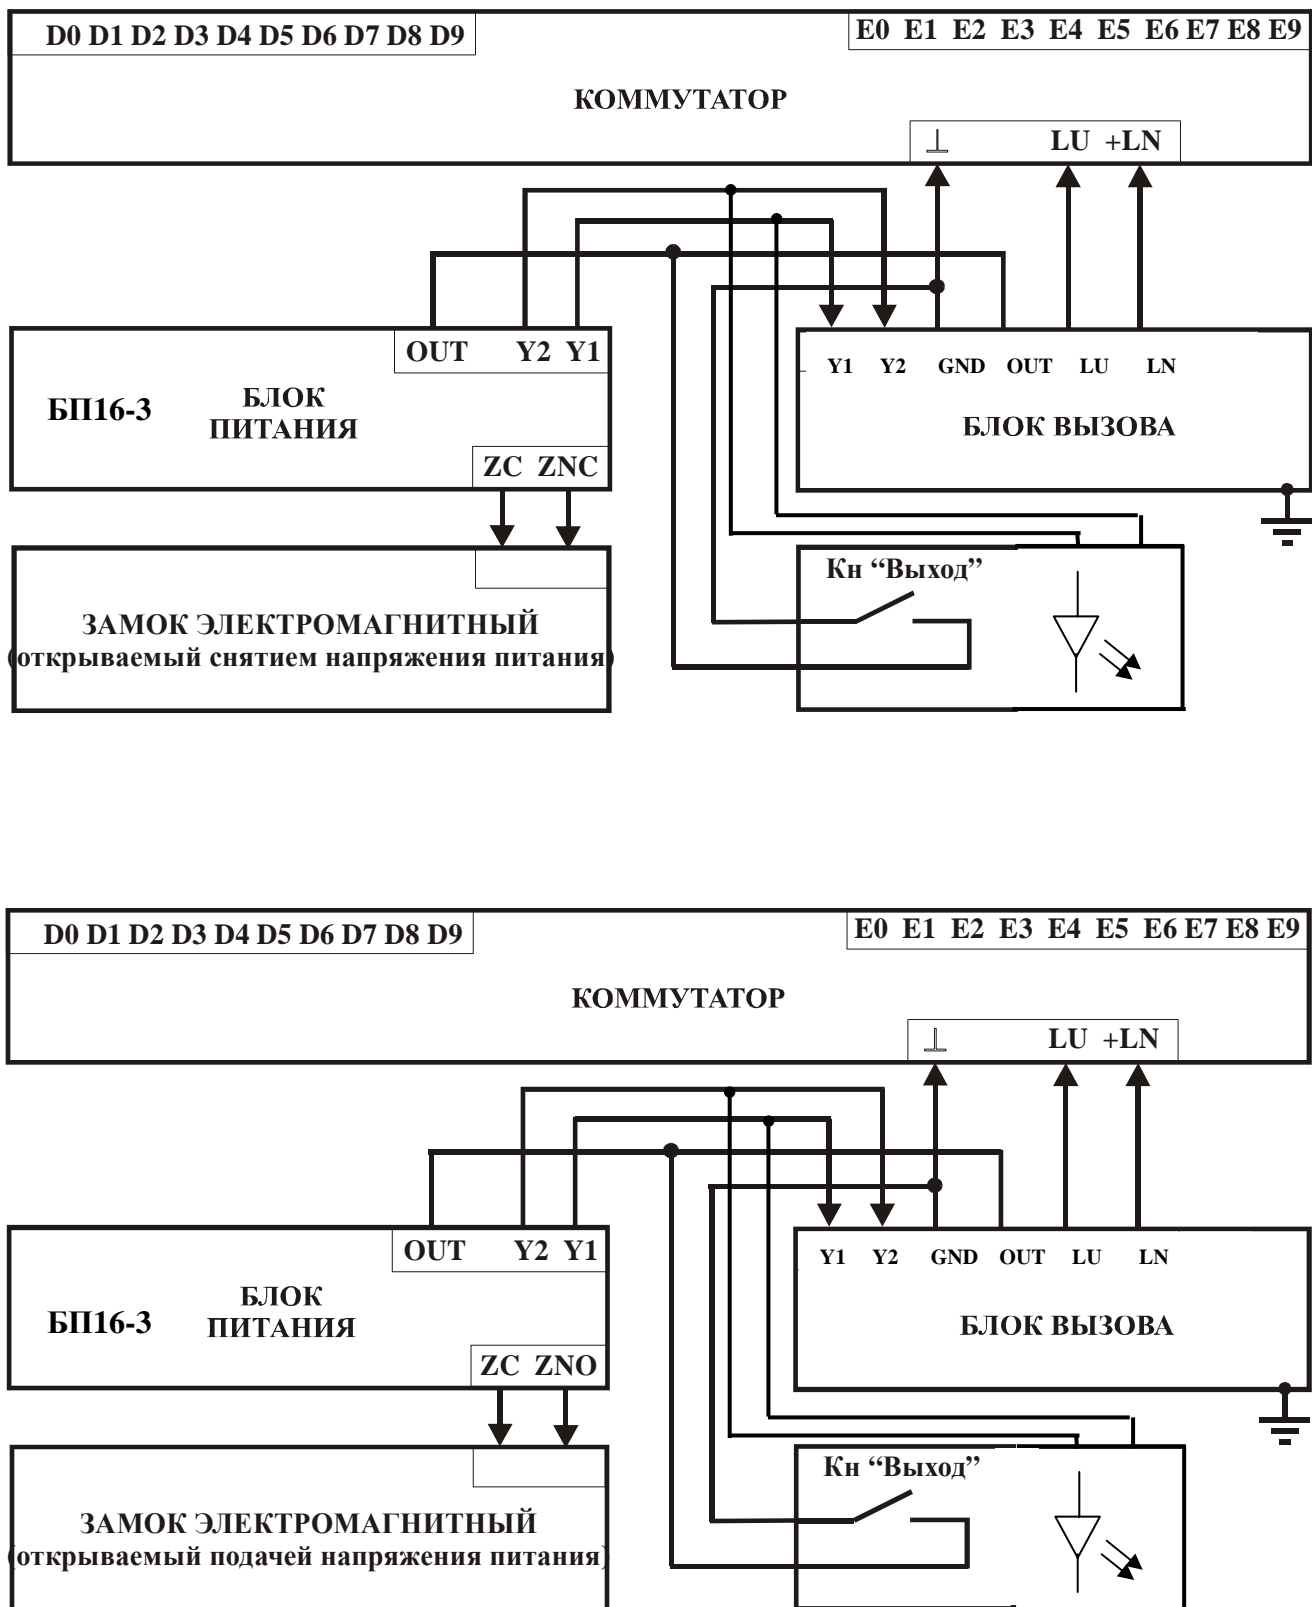 D0 D1 D2 D3 D4 D5 D6 D7 D8 D9
E0 E1 E2 E3 E4 E5 E6 E7 E8 E9
КОММУТАТОР
⊥ LU +LN
OUT Y2 Y1
БП16-3
БЛОК
ПИТАНИЯ
ZC ZNC
Y1 Y2 GND OUT LU LN
БЛОК ВЫЗОВА
ЗАМОК ЭЛЕКТРОМАГНИТНЫЙ
(открываемый снятием напряжения питания)
Кн “Выход”
D0 D1 D2 D3 D4 D5 D6 D7 D8 D9
E0 E1 E2 E3 E4 E5 E6 E7 E8 E9
КОММУТАТОР
⊥ LU +LN
OUT Y2 Y1
БП16-3
БЛОК
ПИТАНИЯ
ZC ZNO
Y1 Y2 GND OUT LU LN
БЛОК ВЫЗОВА
ЗАМОК ЭЛЕКТРОМАГНИТНЫЙ
(открываемый подачей напряжения питания)
Кн “Выход”